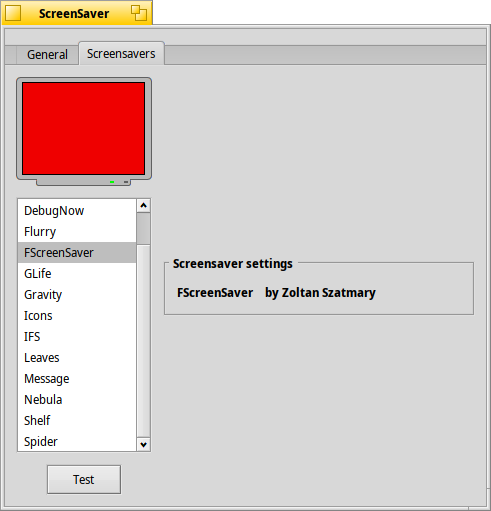 ScreenSaver
General
Screensavers
DebugNow
Flurry
FScreenSaver
GLife
Gravity
Icons
IFS
Leaves
Message
Nebula
Shelf
Spider
Test
Screensaver settings
FScreenSaver by Zoltan Szatmary